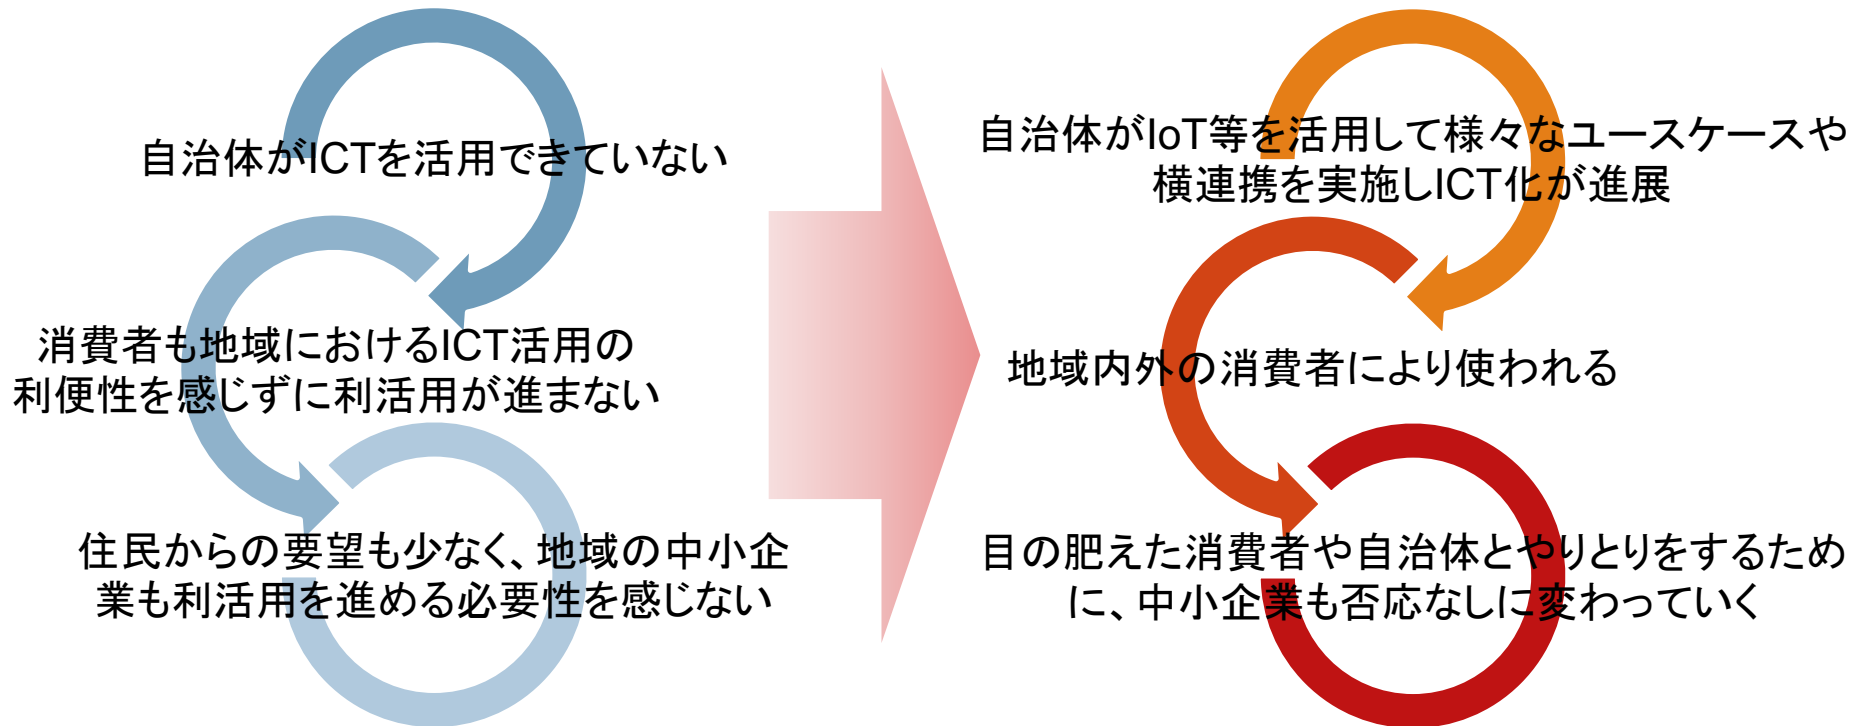 自治体がICTを活用できていない
消費者も地域におけるICT活用の
利便性を感じずに利活用が進まない
住民からの要望も少なく、地域の中小企
業も利活用を進める必要性を感じない
自治体がIoT等を活用して様々なユースケースや
横連携を実施しICT化が進展
地域内外の消費者により使われる
目の肥えた消費者や自治体とやりとりをするため
に、中小企業も否応なしに変わっていく